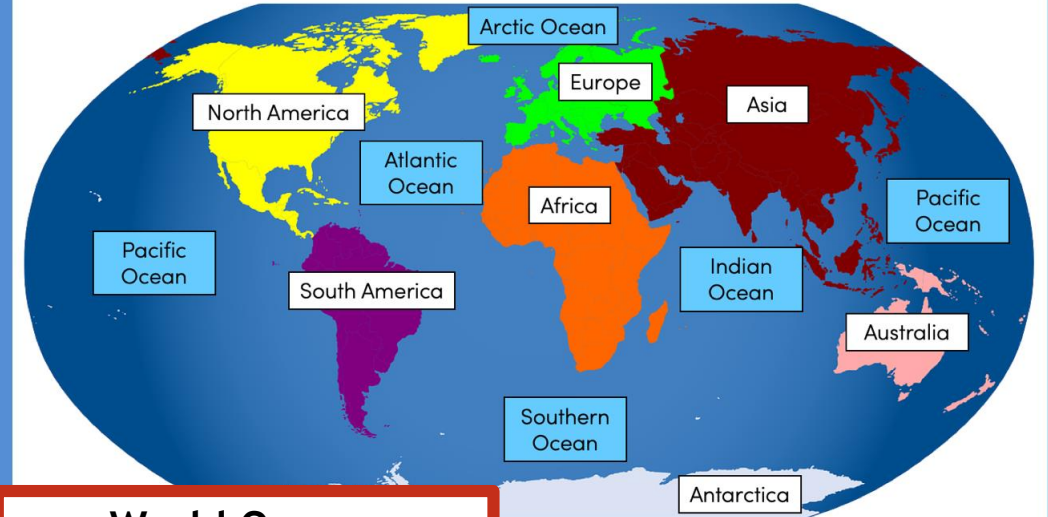 Arctic Ocean
Europe
Asia
North America
Atlantic
Ocean
Africa
Pacific
Ocean
Pacific
Ocean
Indian
Ocean
South America
Australia
Southern
Ocean
Antarctica